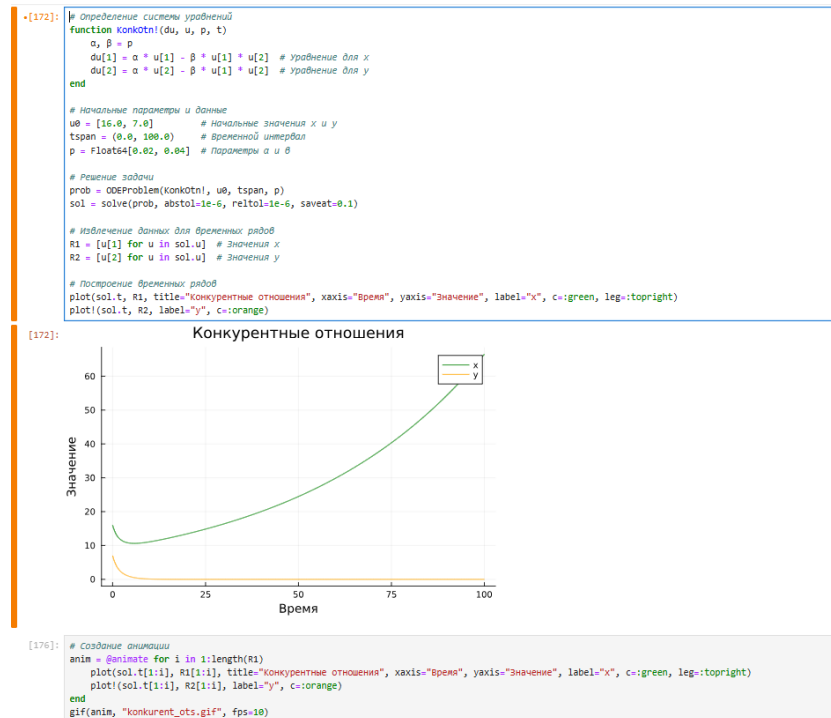 [172]:
# Определение системы уравнений
function KonkOtn!(du, u, p, t)
    α, β = p
    du[1] = α * u[1] - β * u[1] * u[2]  # Уравнение для x
    du[2] = α * u[2] - β * u[1] * u[2]  # Уравнение для y
end
# Начальные параметры и данные
u0 = [16.0, 7.0]        # Начальные значения x и y
tspan = (0.0, 100.0)    # Временной интервал
p = Float64[0.02, 0.04]  # Параметры α и β
# Решение задачи
prob = ODEProblem(KonkOtn!, u0, tspan, p)
sol = solve(prob, abstol=1e-6, reltol=1e-6, saveat=0.1)
# Извлечение данных для временных рядов
R1 = [u[1] for u in sol.u]  # Значения x
R2 = [u[2] for u in sol.u]  # Значения y
# Построение временных рядов
plot(sol.t, R1, title="Конкурентные отношения", xaxis="Время", yaxis="Значение", label="x", c=:green, leg=:topright)
plot!(sol.t, R2, label="y", c=:orange)
[172]:
Конкурентные отношения
x
y
60
50
40
30
20
10
0
Значение
0 25 50 75 100
Время
[176]:
# Создание анимации
anim = @animate for i in 1:length(R1)
    plot(sol.t[1:i], R1[1:i], title="Конкурентные отношения", xaxis="Время", yaxis="Значение", label="x", c=:green, leg=:topright)
    plot!(sol.t[1:i], R2[1:i], label="y", c=:orange)
end
gif(anim, "konkurent_ots.gif", fps=10)